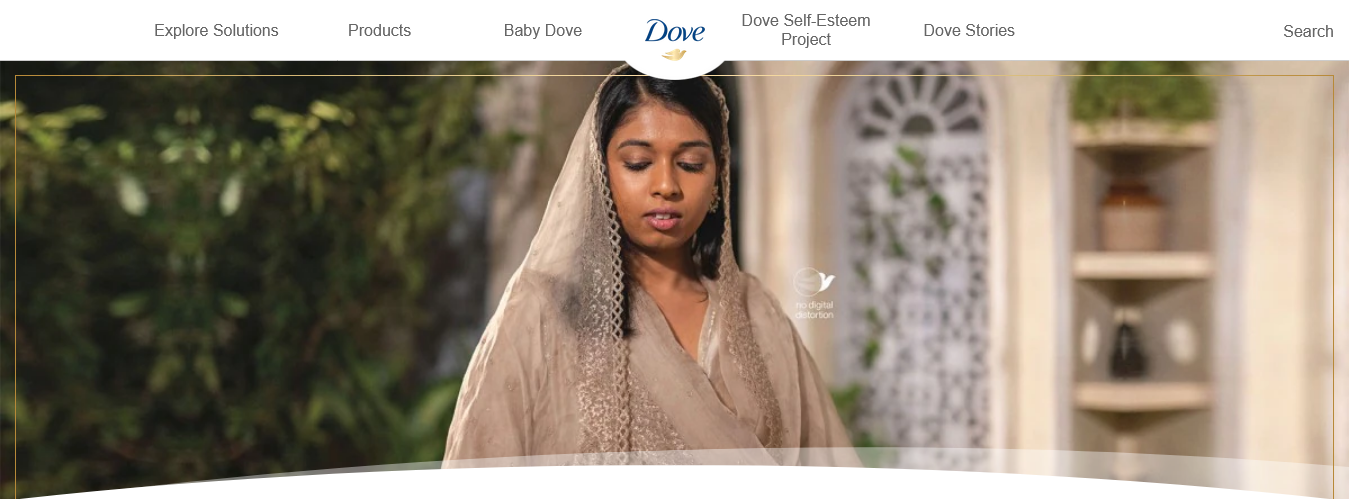 Explore Solutions
Products
Baby Dove
Dove
Dove Self-Esteem
Project
Dove Stories
Search
no digital
distortion